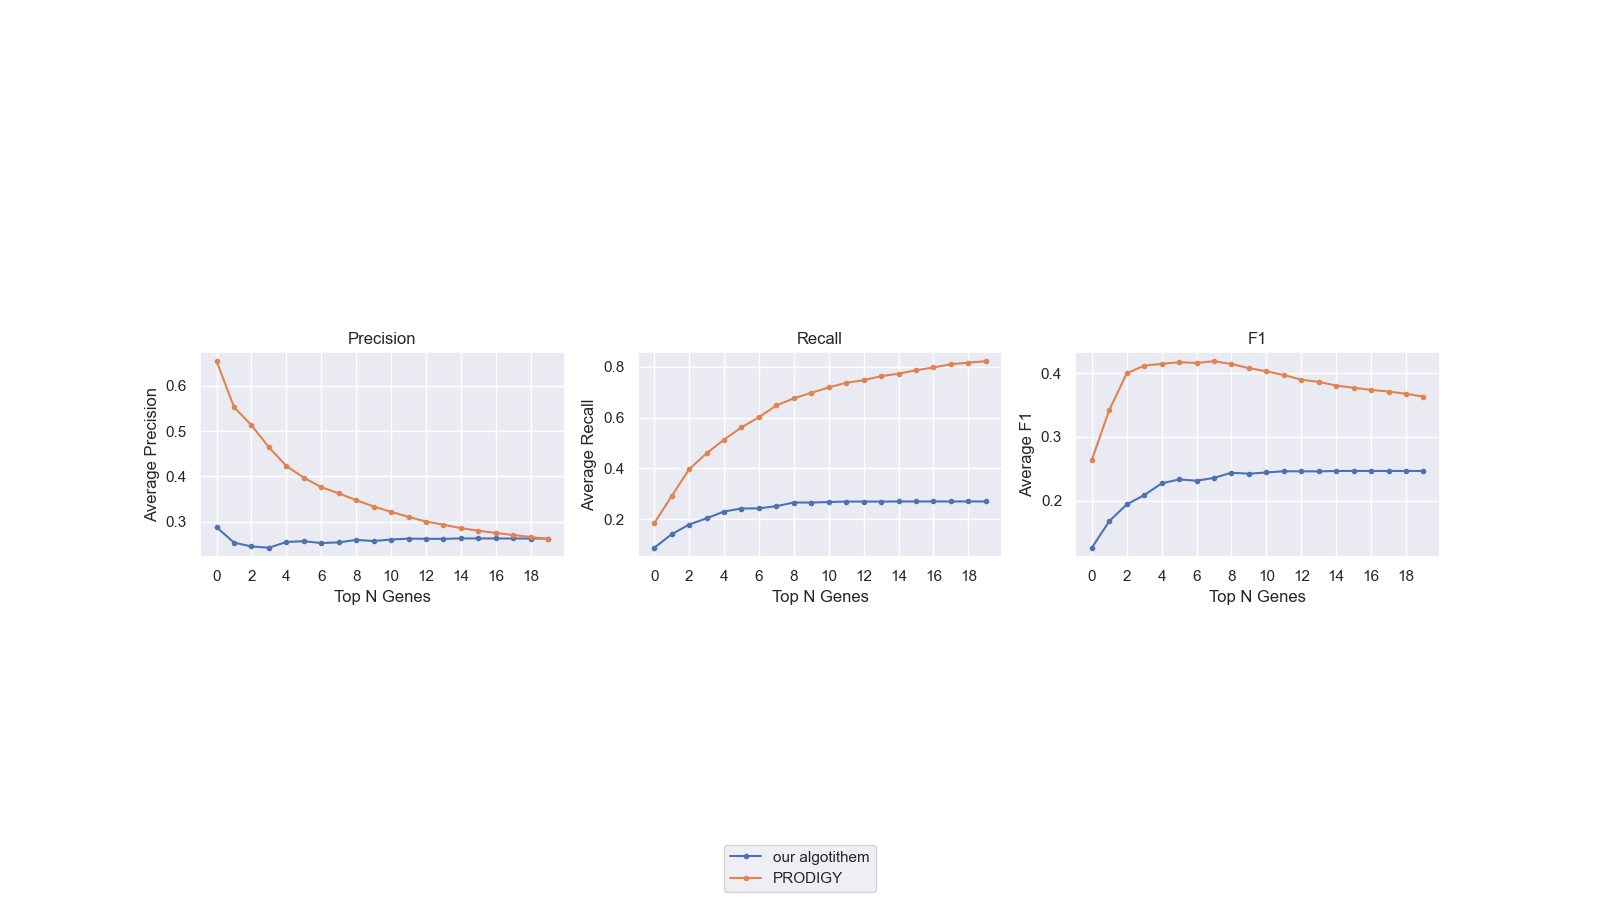 Precision
Average Precision
0.6
0.5
0.4
0.3
0 2 4 6 8 10 12 14 16 18
Top N Genes
Recall
Average Recall
0.8
0.6
0.4
0.2
0 2 4 6 8 10 12 14 16 18
Top N Genes
F1
Average F1
0.4
0.3
0.2
0 2 4 6 8 10 12 14 16 18
Top N Genes
our algotithem
PRODIGY